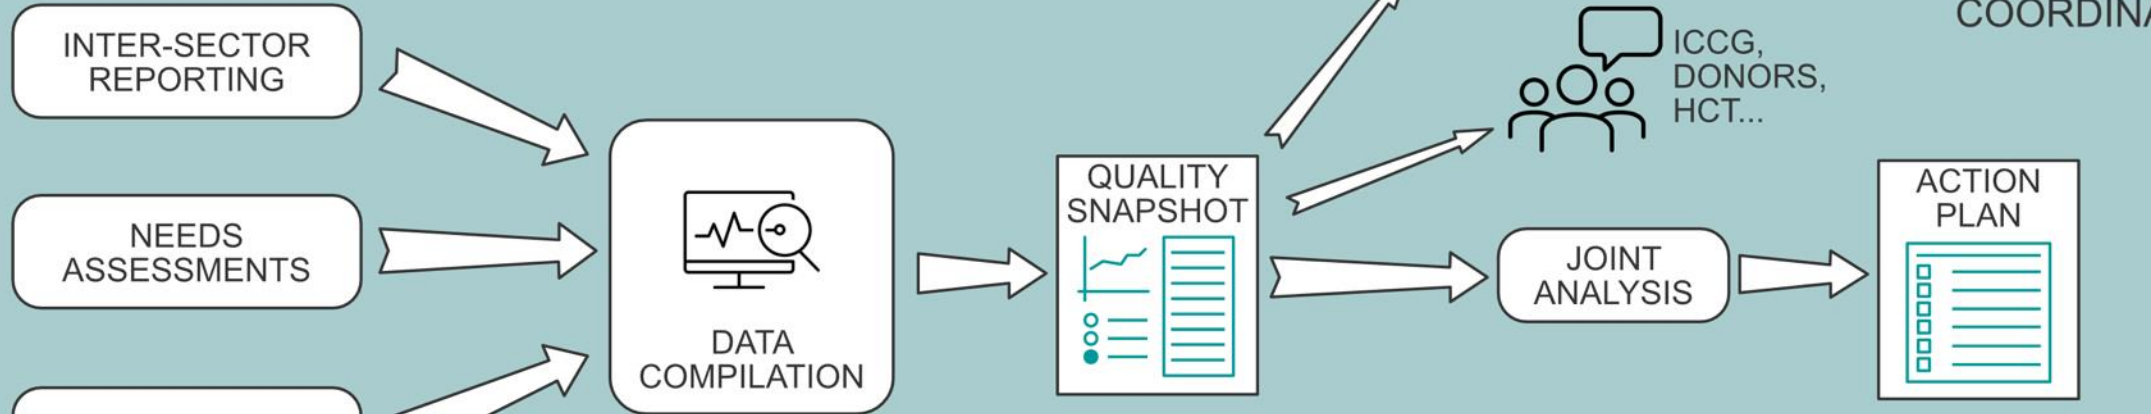 INTER-SECTOR
REPORTING
NEEDS
ASSESSMENTS
DATA
COMPILATION
QUALITY
SNAPSHOT
ICCG,
DONORS,
HCT...
JOINT
ANALYSIS
ACTION
PLAN